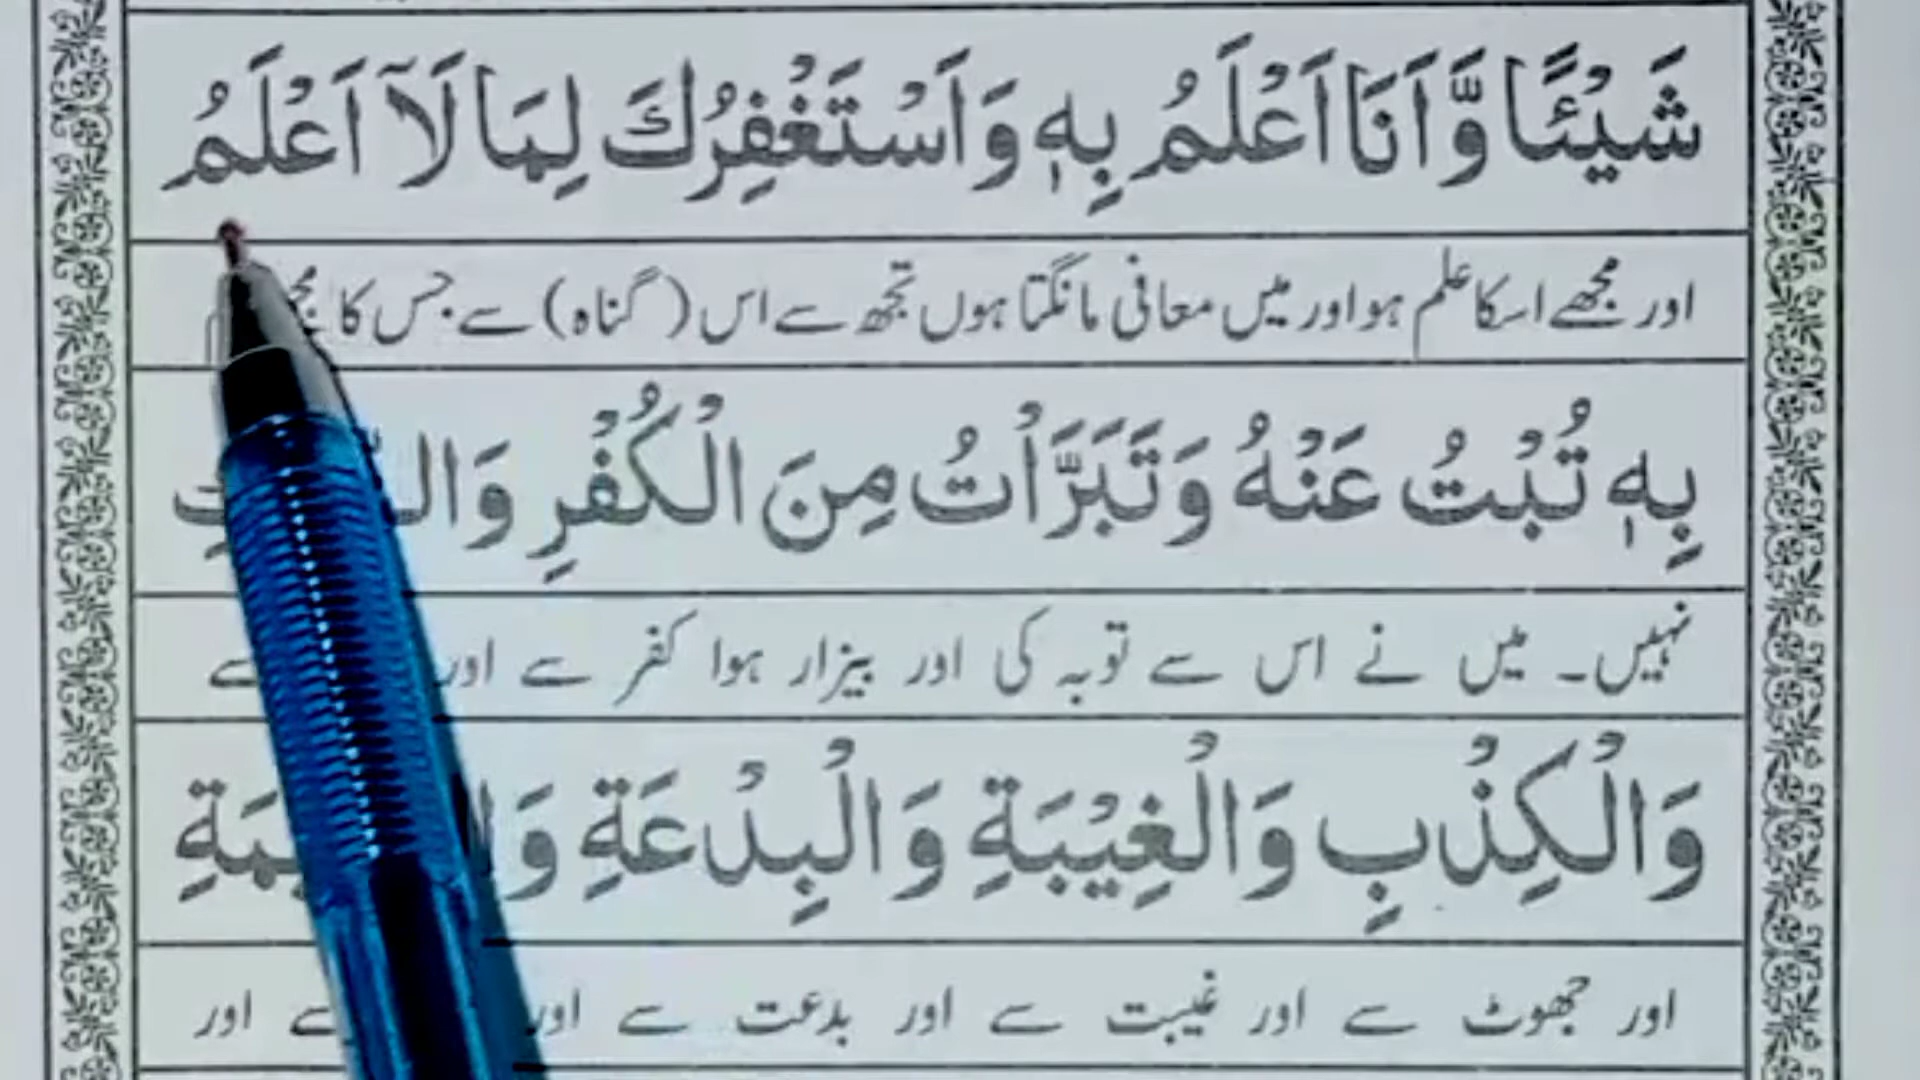 شَيْئًا وَّاَنَا اَعْلَمُ بِهٖ وَاَسْتَغْفِرُكَ لِمَا لَآ اَعْلَمُ
اور مجھے اسکا علم ہو اور میں معافی مانگتا ہوں تجھ سے اس (گناہ) سے جس کا
بِهٖ تُبْتُ عَنْهُ وَتَبَرَّاْتُ مِنَ الْكُفْرِ
نہیں۔ میں نے اس سے توبہ کی اور بیزار ہوا کفر سے اور سے
وَالْكِذْبِ وَالْغِيْبَةِ وَالْبِدْعَةِ
اور جھوٹ سے اور غیبت سے اور بدعت سے اور سے اور